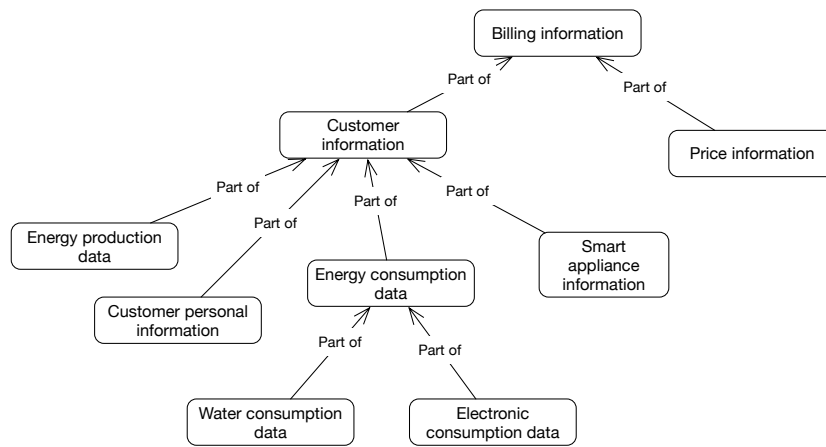 Billing information
Part of
Part of
Customer
information
Price information
Part of
Part of
Part of
Part of
Energy production
data
Smart
appliance
information
Energy consumption
data
Customer personal
information
Part of
Part of
Water consumption
data
Electronic
consumption data